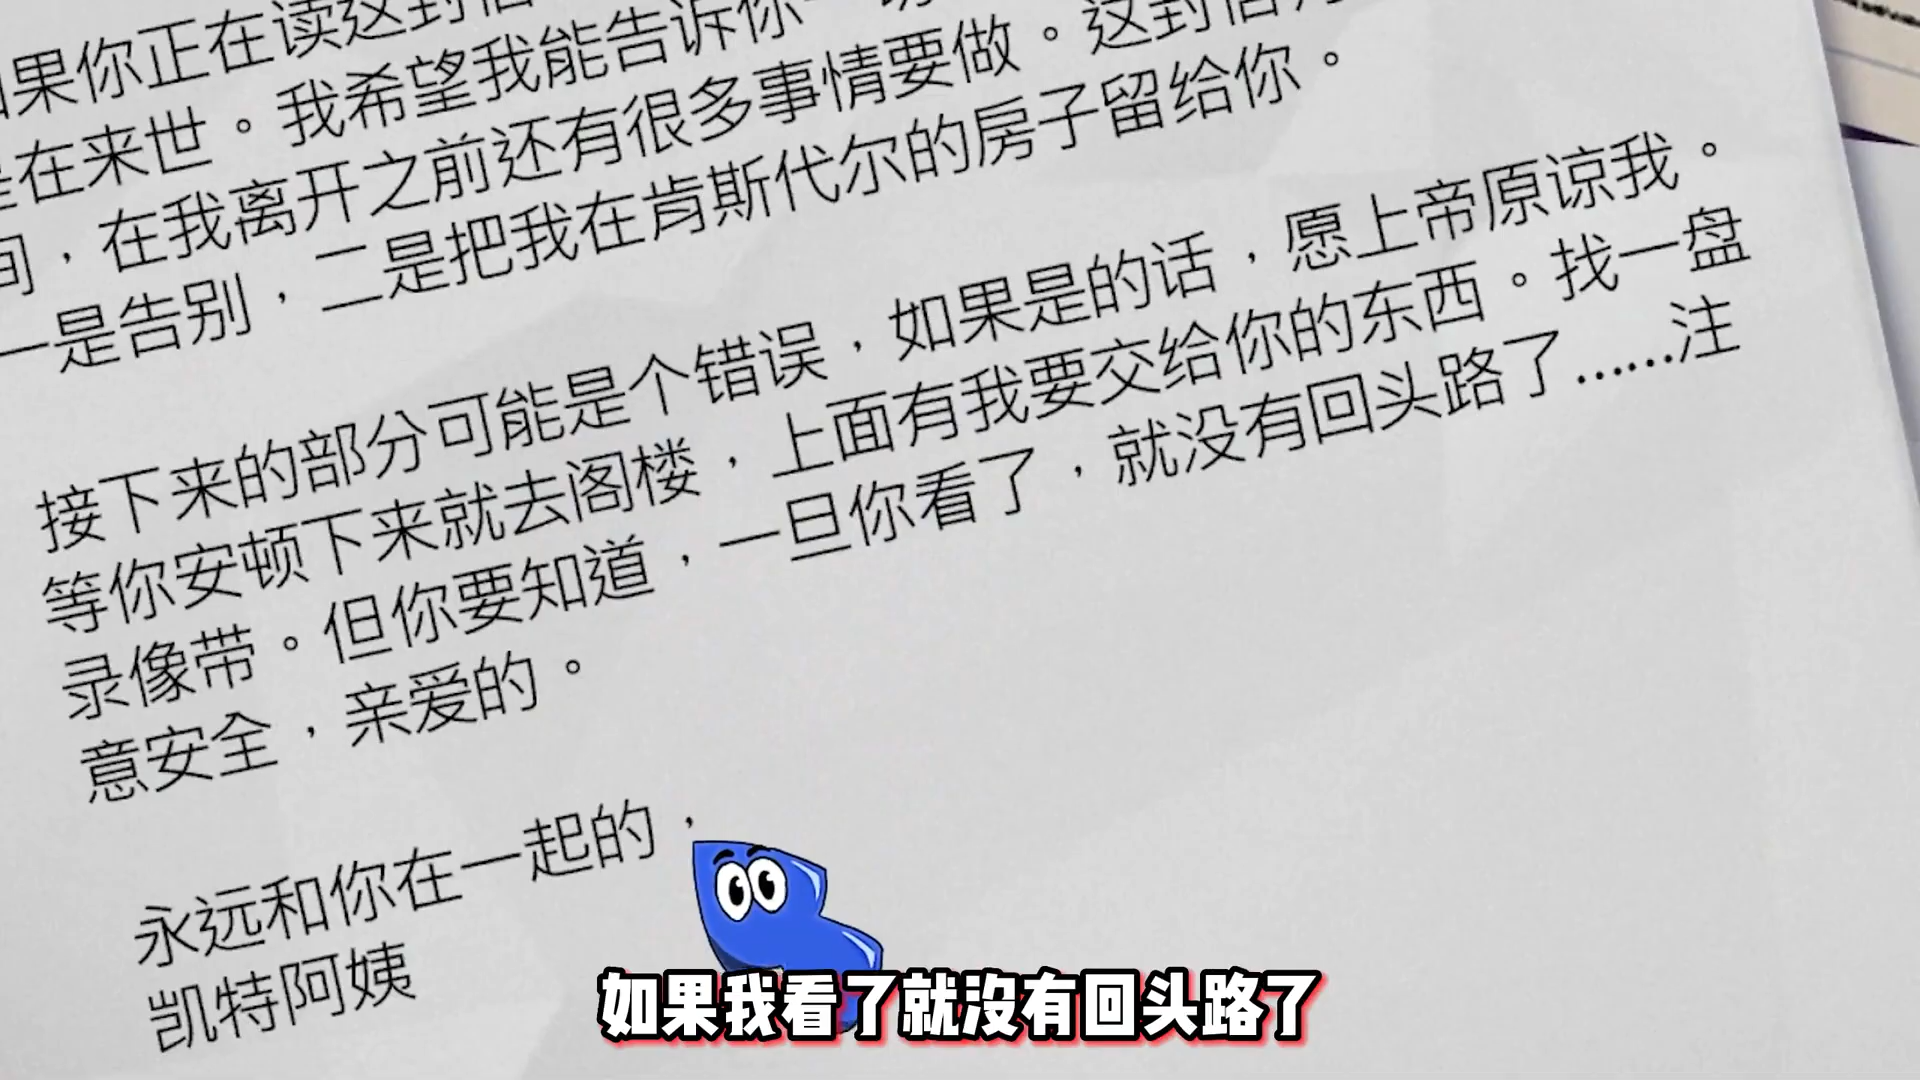 如果你正在读这封信
是在来世。我希望我能告诉你一切
间，在我离开之前还有很多事情要做。这封信
一是告别，二是把我在肯斯代尔的房子留给你。
接下来的部分可能是个错误，如果是的话，愿上帝原谅我。
等你安顿下来就去阁楼，上面有我要交给你的东西。找一盘
录像带。但你要知道，一旦你看了，就没有回头路了……注
意安全，亲爱的。
永远和你在一起的，
凯特阿姨
如果我看了就没有回头路了